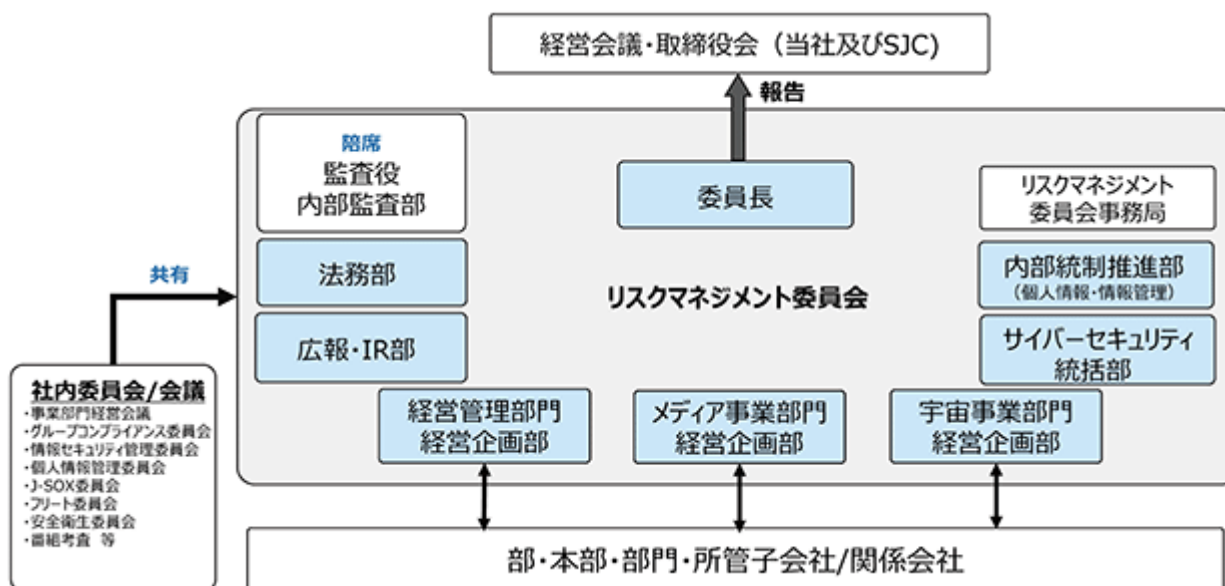 経営会議・取締役会（当社及びSJC)
報告
陪席
監査役
内部監査部
委員長
リスクマネジメント
委員会事務局
法務部
内部統制推進部
（個人情報・情報管理）
共有
リスクマネジメント委員会
広報・IR部
サイバーセキュリティ
統括部
社内委員会/会議
・事業部門経営会議
・グループコンプライアンス委員会
・情報セキュリティ管理委員会
・個人情報管理委員会
・J-SOX委員会
・フリート委員会
・安全衛生委員会
・番組考査 等
経営管理部門
経営企画部
メディア事業部門
経営企画部
宇宙事業部門
経営企画部
部・本部・部門・所管子会社/関係会社